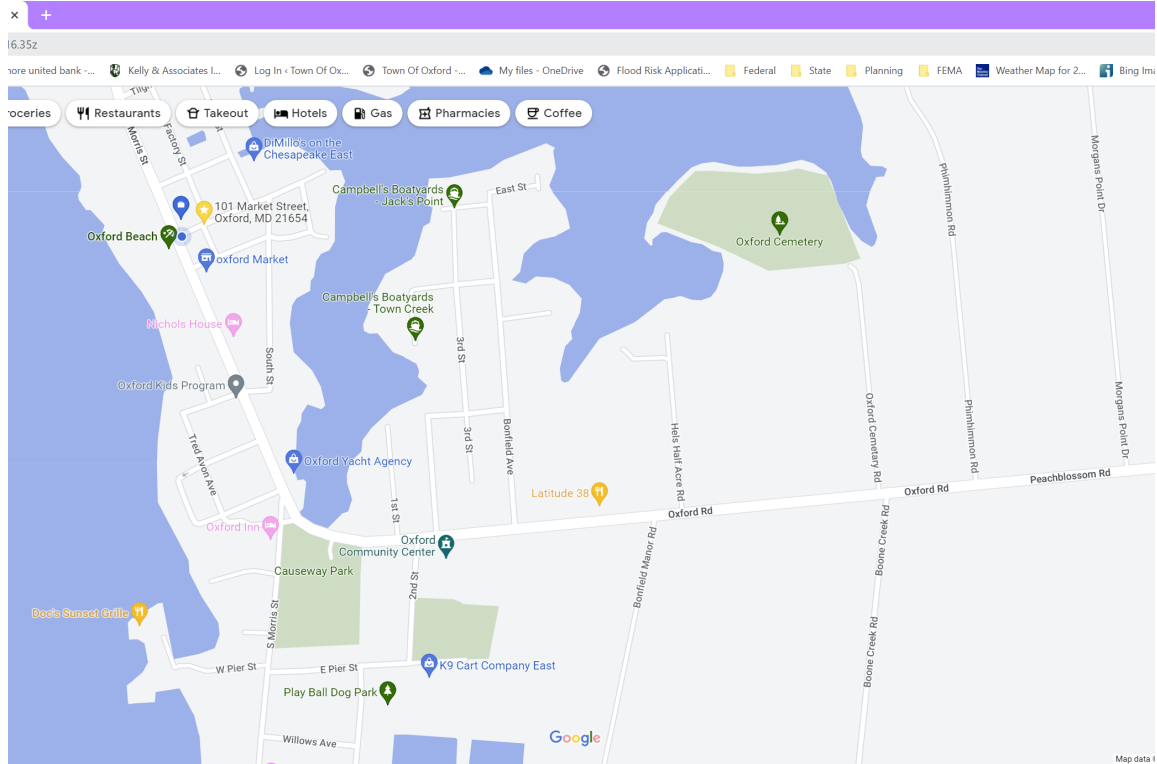 16.35z
more united bank -...
Kelly & Associates I...
Log In ‹ Town Of Ox...
Town Of Oxford -...
My files - OneDrive
Flood Risk Applicati...
Federal
State
Planning
FEMA
Weather Map for 2...
Bing Ima
roceries
Restaurants
Takeout
Hotels
Gas
Pharmacies
Coffee
Tilgh
Morris St
Factory St
St
DiMillo's on the
Chesapeake East
101 Market Street,
Oxford, MD 21654
Oxford Beach
oxford Market
Campbell's Boatyards
- Jack's Point
East St
Oxford Cemetery
Phimhimmon Rd
Morgans Point Dr
Campbell's Boatyards
- Town Creek
Nichols House
South St
3rd St
Oxford Kids Program
Tred Avon Ave
3rd St
Bonfield Ave
Hels Half Acre Rd
Oxford Cemetary Rd
Phimhimmon Rd
Morgans Point Dr
Oxford Yacht Agency
Latitude 38
1st St
Oxford Rd
Oxford Rd
Peachblossom Rd
Oxford Inn
Oxford
Community Center
Causeway Park
2nd St
Bonfield Manor Rd
Boone Creek Rd
Doc's Sunset Grille
S Morris St
W Pier St
E Pier St
K9 Cart Company East
Boone Creek Rd
Play Ball Dog Park
Willows Ave
Google
Map data ©